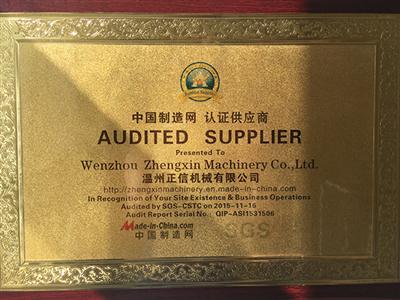 Audited Supplier
中国制造网 认证供应商
AUDITED SUPPLIER
Presented To
Wenzhou Zhengxin Machinery Co.,Ltd.
温州正信机械有限公司
http://zhengxinmachinery.en.made-in-china.com/
In Recognition of Your Site Existence & Business Operations
Audited by SGS-CSTC on 2015-11-16
Audit Report Serial No.: QIP-ASI1531506
Made-in-China.com
中国制造网
SGS